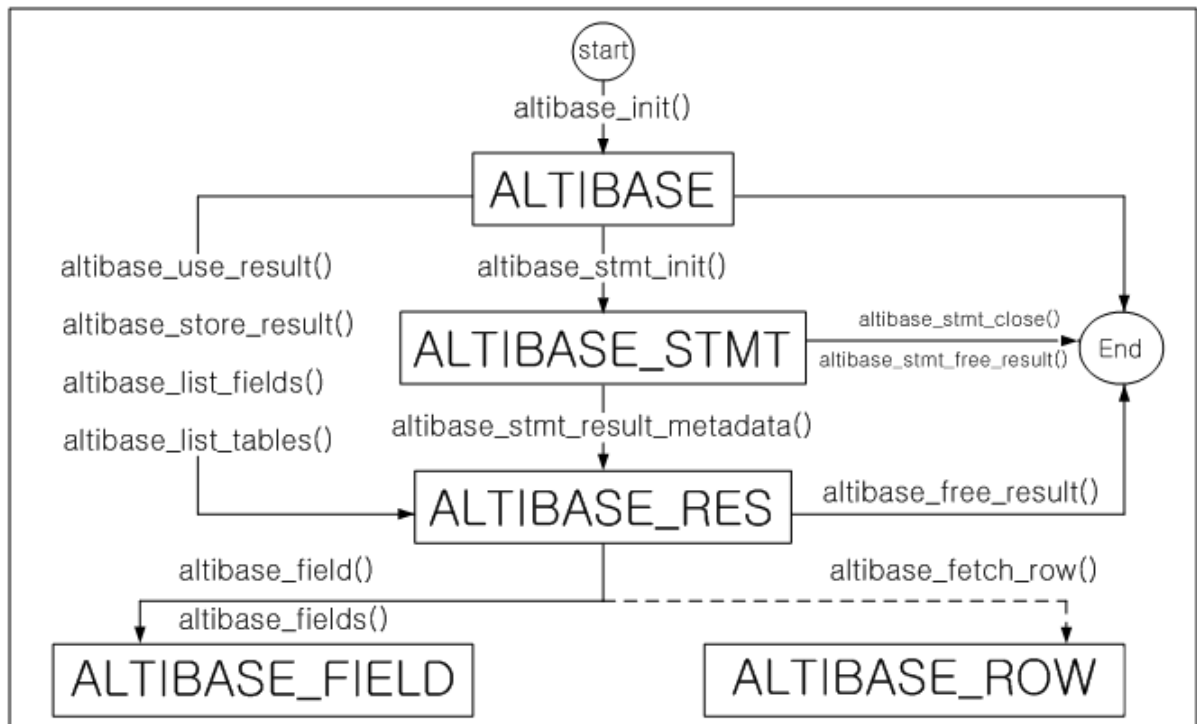 start
altibase_init()
ALTIBASE
altibase_use_result()
altibase_stmt_init()
altibase_store_result()
altibase_stmt_close()
ALTIBASE_STMT
End
altibase_stmt_free_result()
altibase_list_fields()
altibase_list_tables()
altibase_stmt_result_metadata()
ALTIBASE_RES
altibase_free_result()
altibase_field()
altibase_fetch_row()
altibase_fields()
ALTIBASE_FIELD
ALTIBASE_ROW